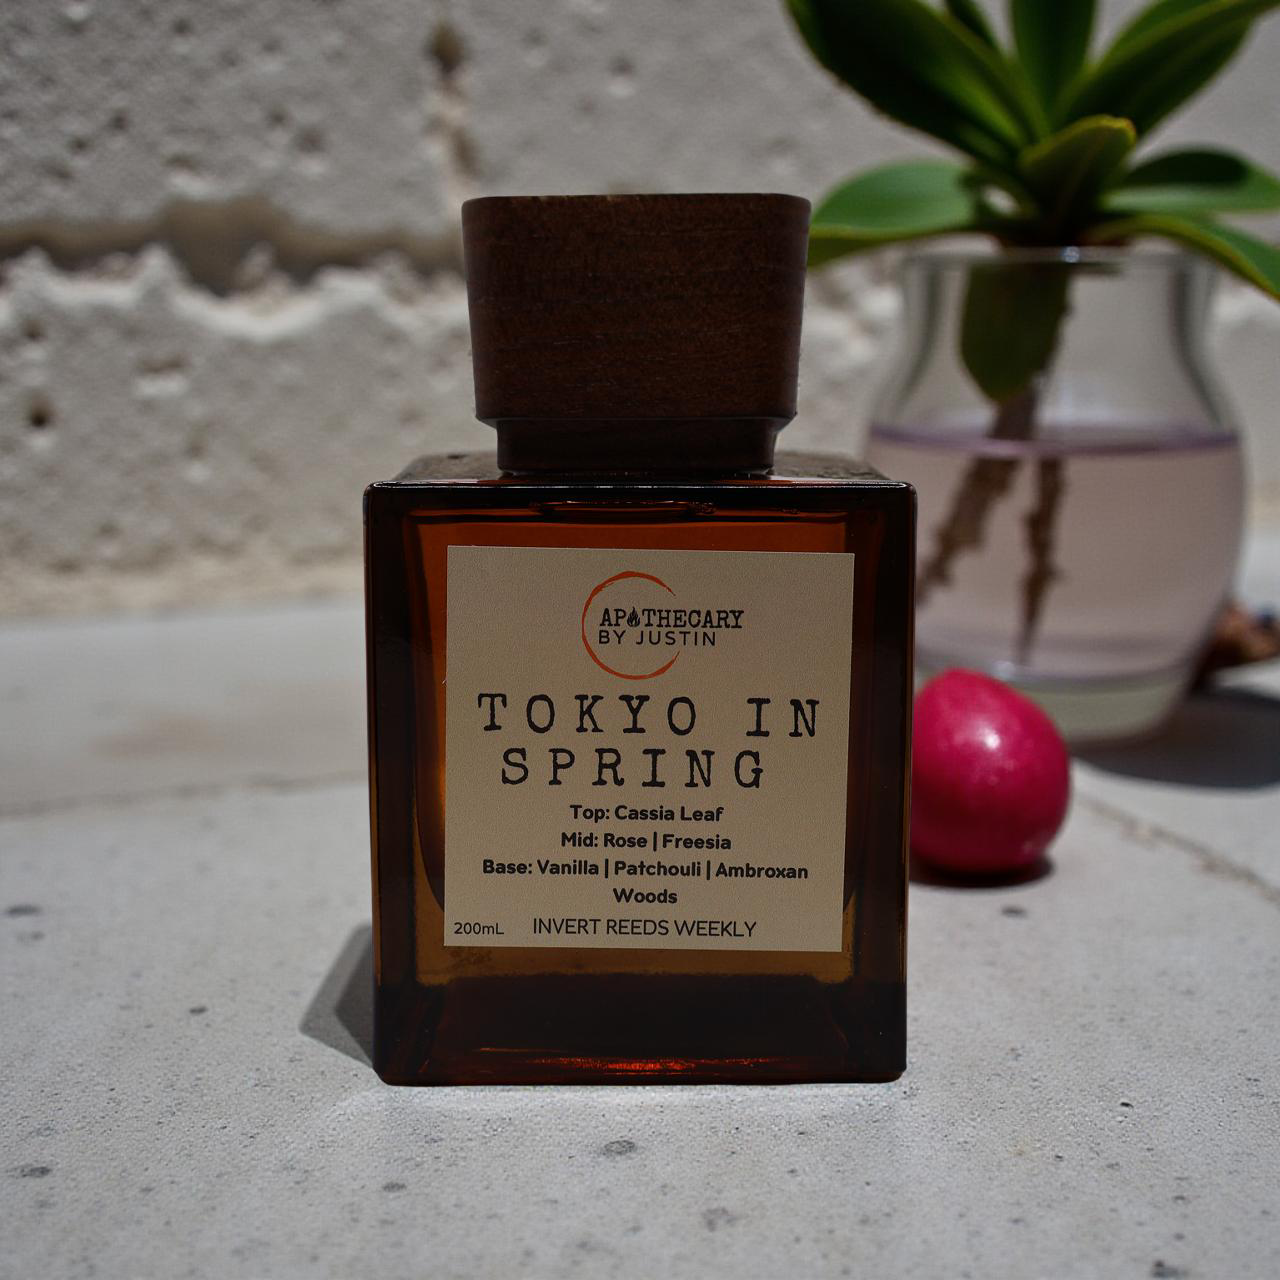 APOTHECARY
BY JUSTIN
TOKYO IN
SPRING
Top: Cassia Leaf
Mid: Rose | Freesia
Base: Vanilla | Patchouli | Ambroxan
Woods
200mL INVERT REEDS WEEKLY